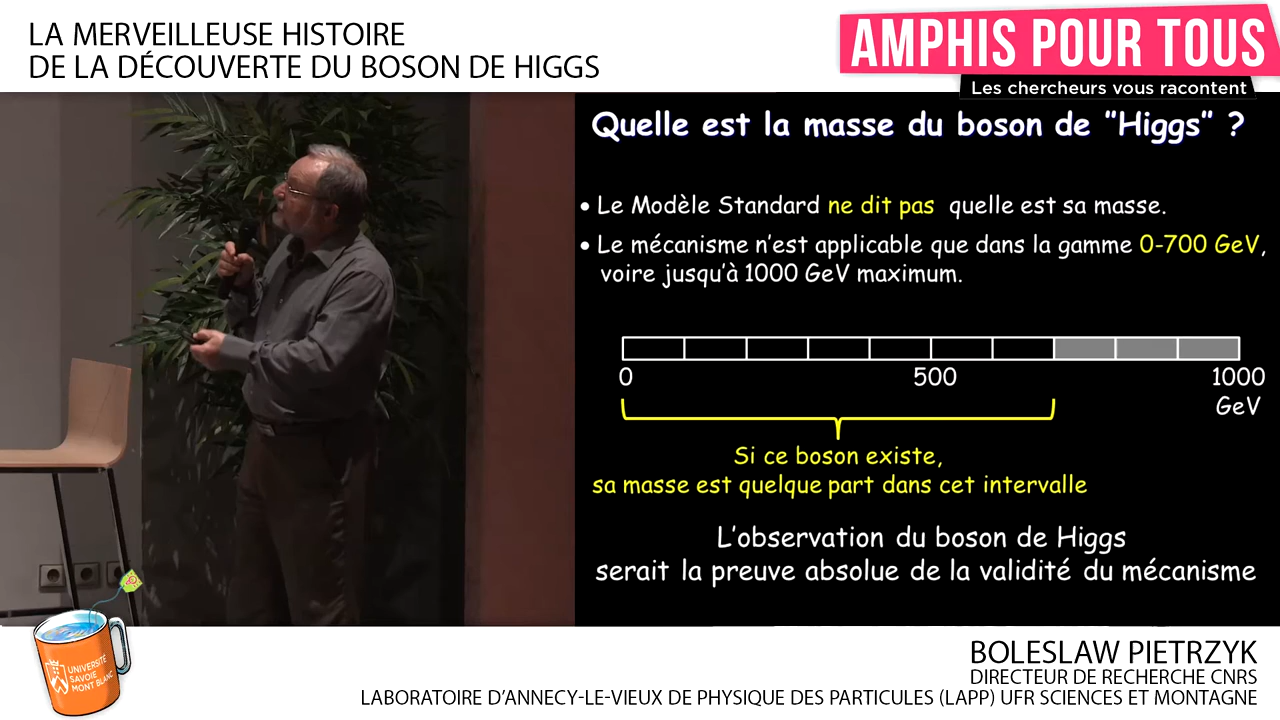 LA MERVEILLEUSE HISTOIRE
DE LA DÉCOUVERTE DU BOSON DE HIGGS
AMPHIS POUR TOUS
Les chercheurs vous racontent
Quelle est la masse du boson de "Higgs" ?
• Le Modèle Standard ne dit pas quelle est sa masse.
• Le mécanisme n'est applicable que dans la gamme 0-700 GeV,
voire jusqu'à 1000 GeV maximum.
0 500 1000
GeV
Si ce boson existe,
sa masse est quelque part dans cet intervalle
L'observation du boson de Higgs
serait la preuve absolue de la validité du mécanisme
UNIVERSITÉ
SAVOIE
MONT BLANC
BOLESLAW PIETRZYK
DIRECTEUR DE RECHERCHE CNRS
LABORATOIRE D'ANNECY-LE-VIEUX DE PHYSIQUE DES PARTICULES (LAPP) UFR SCIENCES ET MONTAGNE